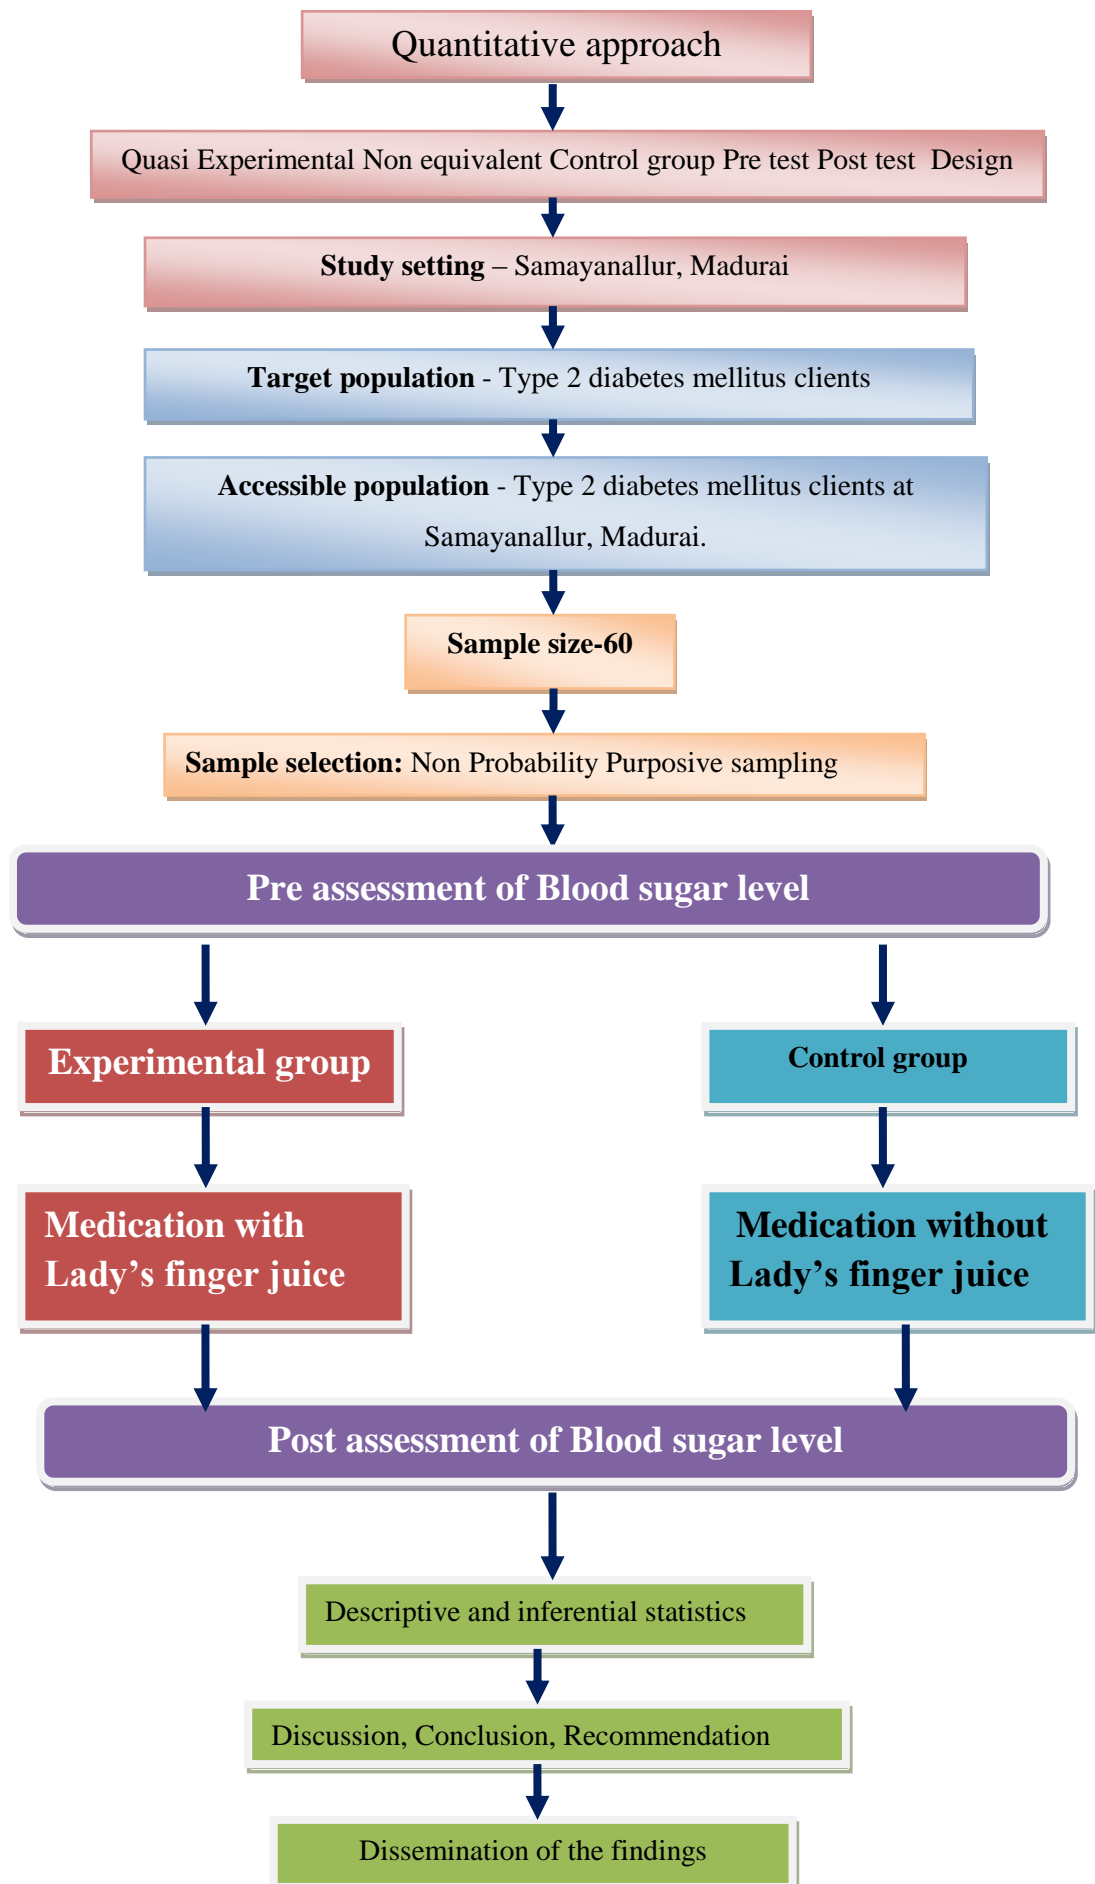 Quantitative approach
Quasi Experimental Non equivalent Control group Pre test Post test Design
Study setting – Samayanallur, Madurai
Target population - Type 2 diabetes mellitus clients
Accessible population - Type 2 diabetes mellitus clients at
Samayanallur, Madurai.
Sample size-60
Sample selection: Non Probability Purposive sampling
Pre assessment of Blood sugar level
Experimental group
Control group
Medication with
Lady’s finger juice
Medication without
Lady’s finger juice
Post assessment of Blood sugar level
Descriptive and inferential statistics
Discussion, Conclusion, Recommendation
Dissemination of the findings